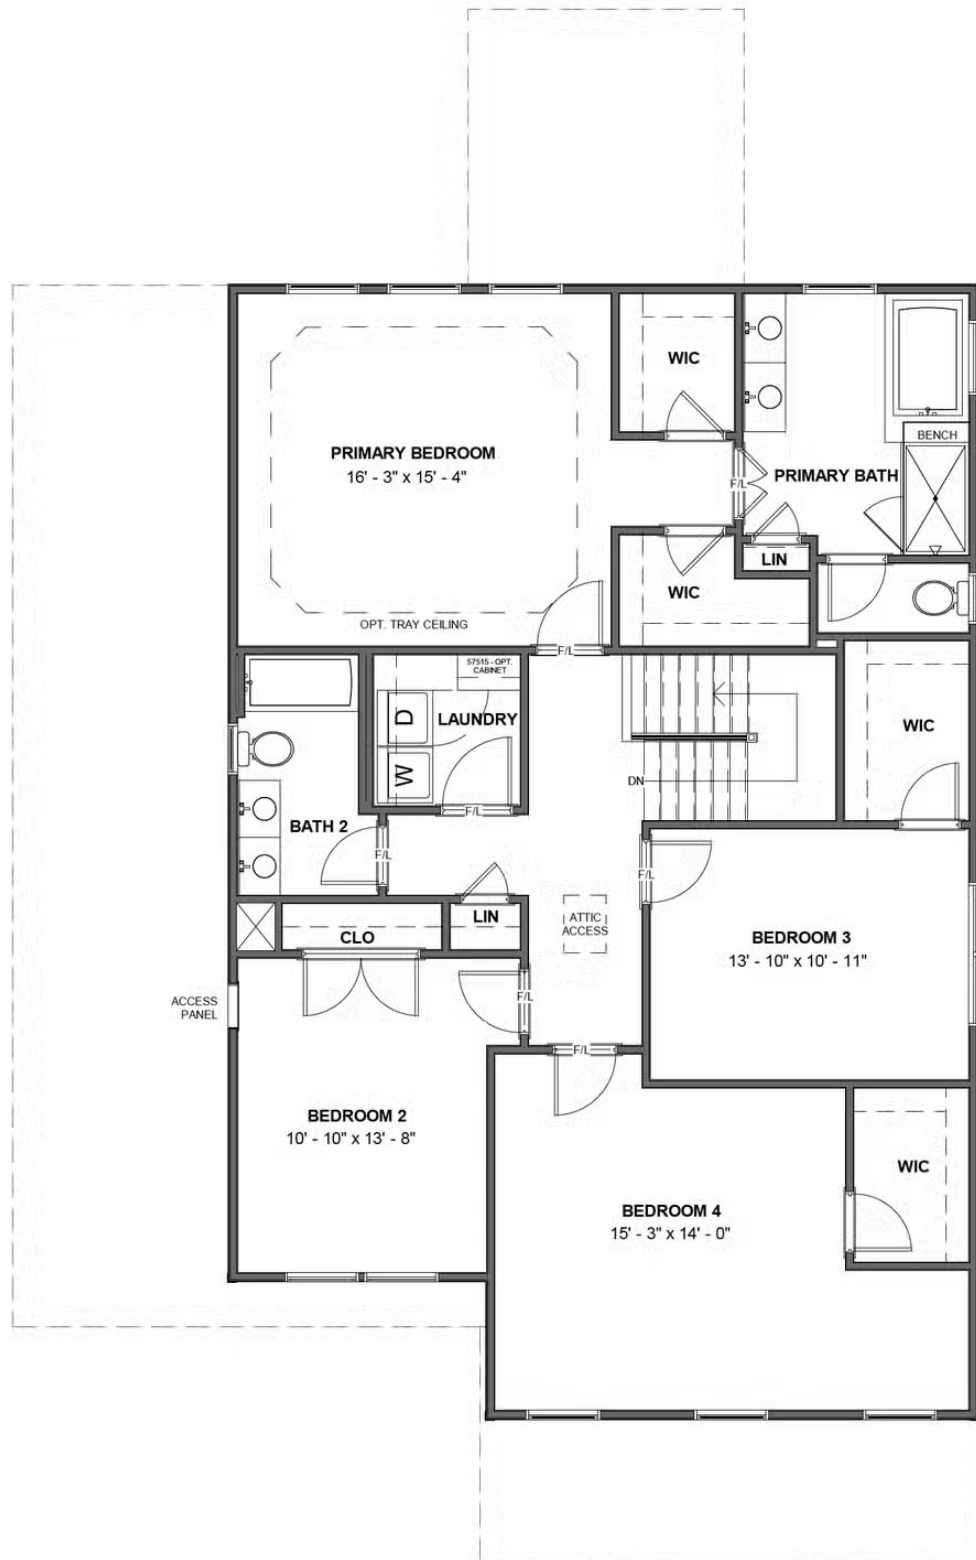 WIC
BENCH
PRIMARY BEDROOM
16' - 3" x 15' - 4"
F/L
PRIMARY BATH
LIN
WIC
OPT. TRAY CEILING
F/L
57515 - OPT.
CABINET
D
LAUNDRY
WIC
W
DN
F/L
BATH 2
F/L
F/L
LIN
ATTIC
ACCESS
CLO
BEDROOM 3
13' - 10" x 10' - 11"
F/L
ACCESS
PANEL
F/L
BEDROOM 2
10' - 10" x 13' - 8"
WIC
BEDROOM 4
15' - 3" x 14' - 0"